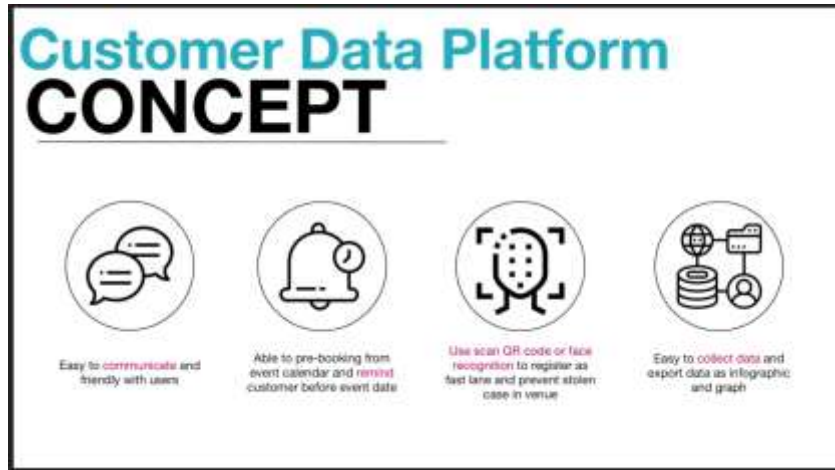 Customer Data Platform
CONCEPT
Easy to communicate and
friendly with users
Able to pre-booking from
event calendar and remind
customer before event date
Use scan QR code or face
recognition to register as
fast lane and prevent stolen
case in venue
Easy to collect data and
export data as infographic
and graph